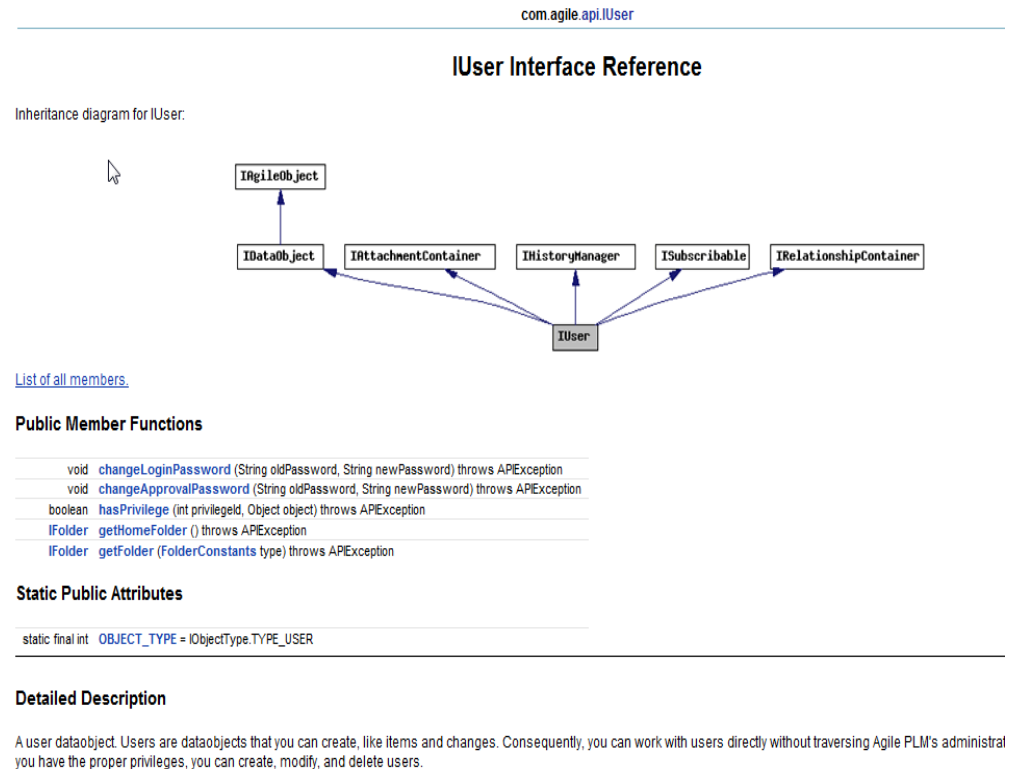 com.agile.api.IUser
IUser Interface Reference
Inheritance diagram for IUser:
IAgileObject
IDataObject IAttachmentContainer IHistoryManager ISubscribable IRelationshipContainer
IUser
List of all members.
Public Member Functions
void changeLoginPassword (String oldPassword, String newPassword) throws APIException
void changeApprovalPassword (String oldPassword, String newPassword) throws APIException
boolean hasPrivilege (int privilegeId, Object object) throws APIException
IFolder getHomeFolder () throws APIException
IFolder getFolder (FolderConstants type) throws APIException
Static Public Attributes
static final int OBJECT_TYPE = IObjectType.TYPE_USER
Detailed Description
A user dataobject. Users are dataobjects that you can create, like items and changes. Consequently, you can work with users directly without traversing Agile PLM's administrat
you have the proper privileges, you can create, modify, and delete users.